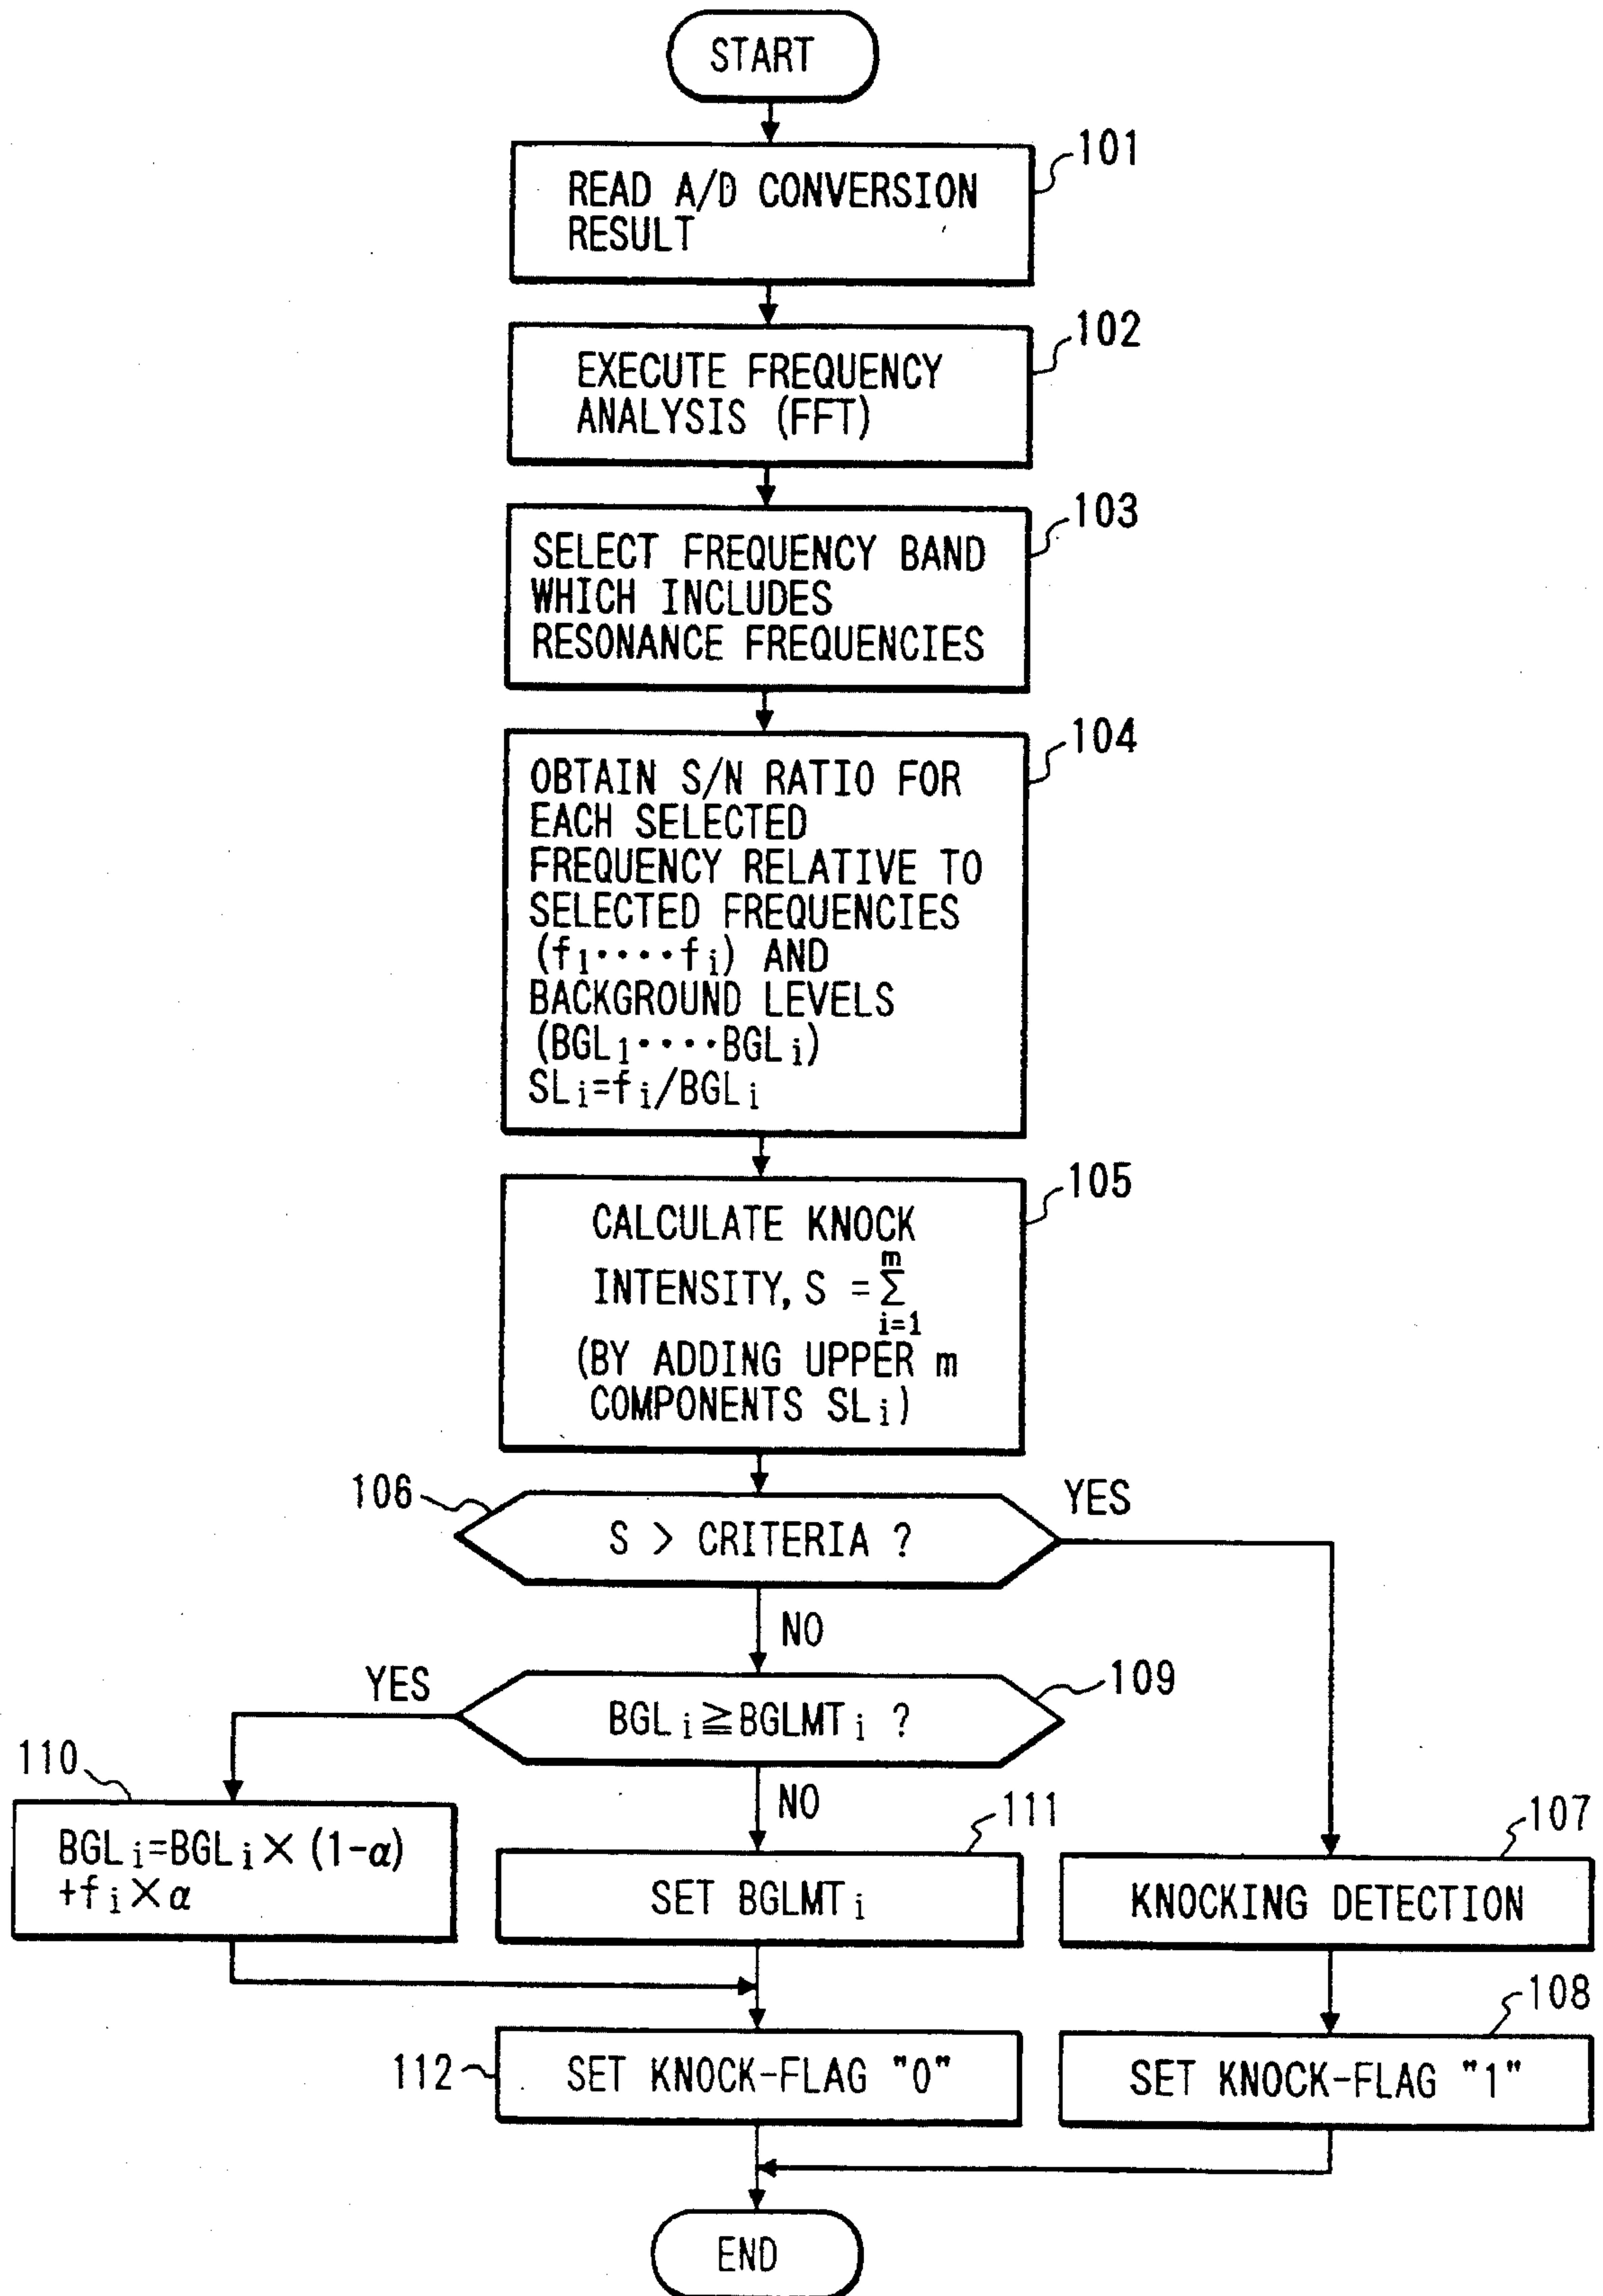 START
101
READ A/D CONVERSION
RESULT
102
EXECUTE FREQUENCY
ANALYSIS (FFT)
103
SELECT FREQUENCY BAND
WHICH INCLUDES
RESONANCE FREQUENCIES
104
OBTAIN S/N RATIO FOR
EACH SELECTED
FREQUENCY RELATIVE TO
SELECTED FREQUENCIES
(f₁····fᵢ) AND
BACKGROUND LEVELS
(BGL₁····BGLᵢ)
SLᵢ=fᵢ/BGLᵢ
105
CALCULATE KNOCK
m
INTENSITY, S = Σ
i=1
(BY ADDING UPPER m
COMPONENTS SLᵢ)
106
YES
S > CRITERIA ?
NO
YES
109
BGLᵢ≧BGLMTᵢ ?
110
NO
111
107
BGLᵢ=BGLᵢ×(1-α)
+fᵢ×α
SET BGLMTᵢ
KNOCKING DETECTION
108
112
SET KNOCK-FLAG "0"
SET KNOCK-FLAG "1"
END